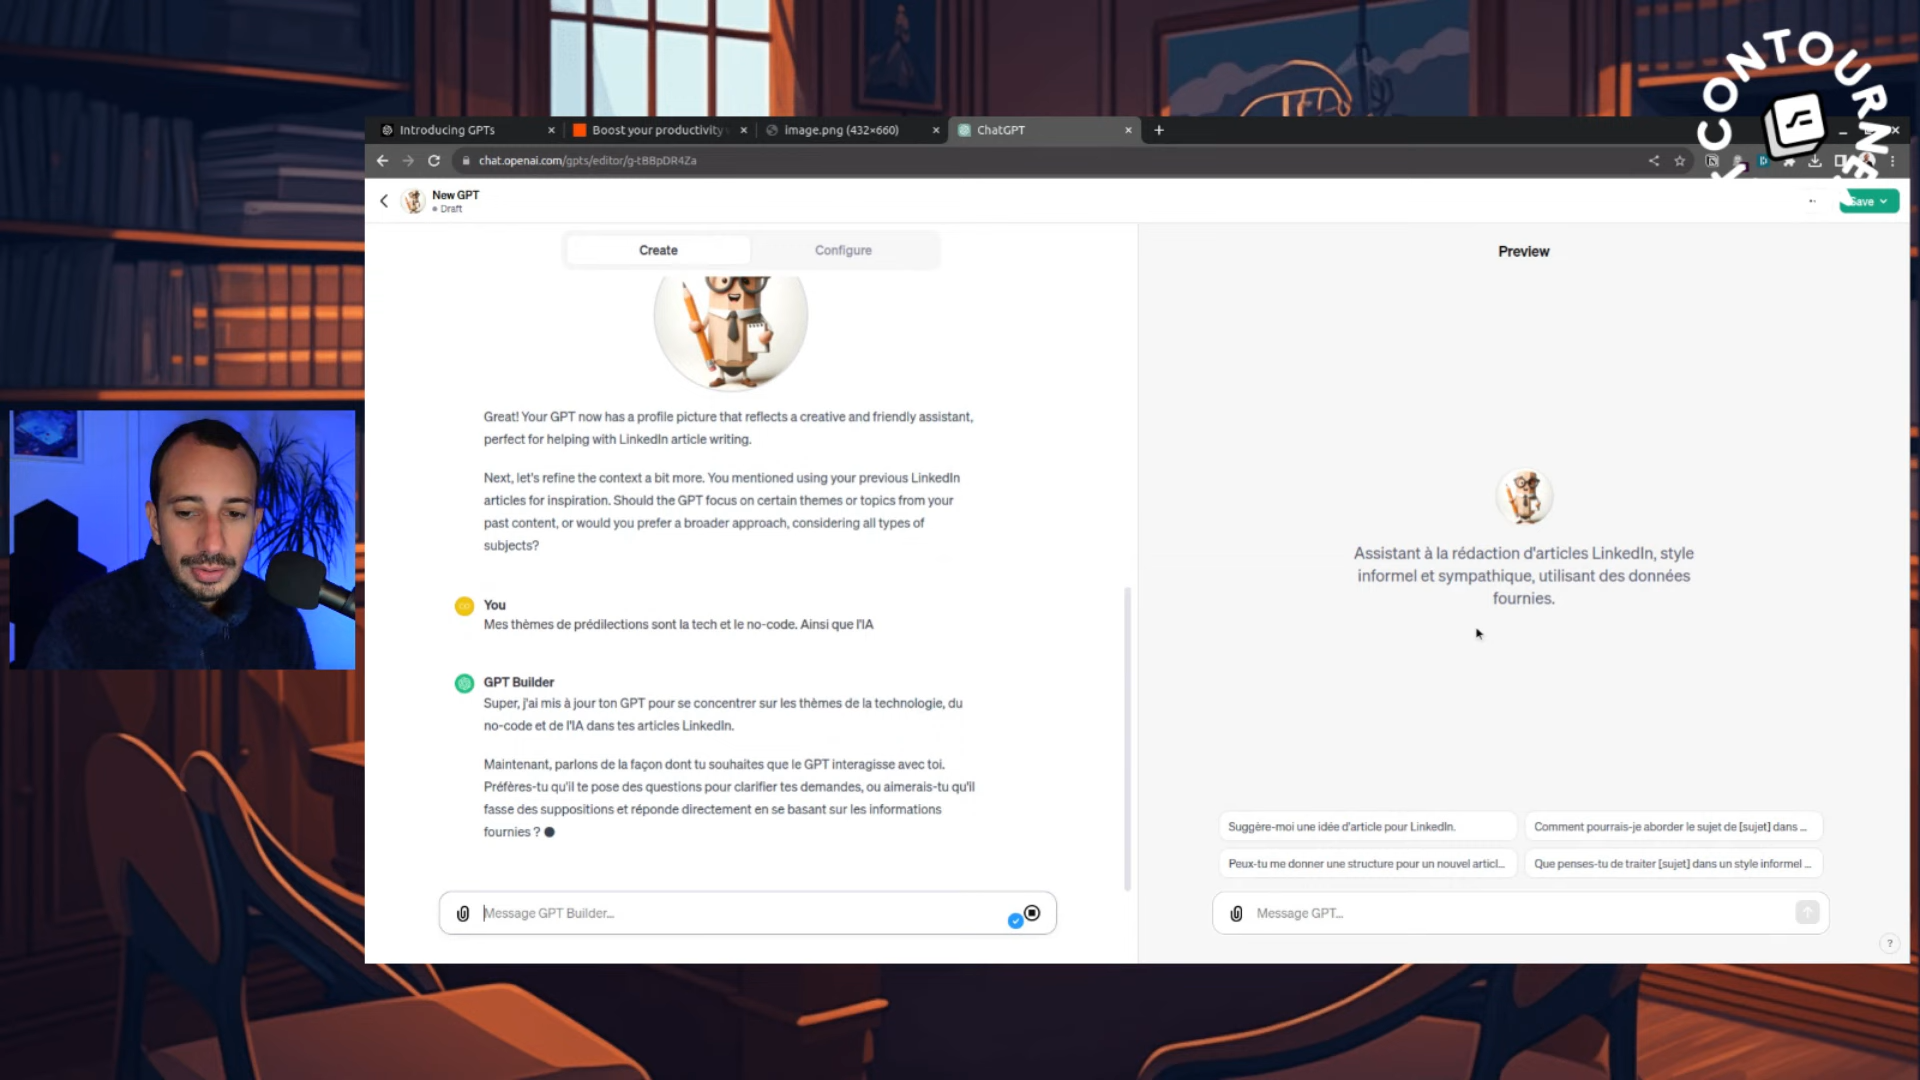 CONTOURNE
Introducing GPTs
Boost your productivity
image.png (432×660)
ChatGPT
chat.openai.com/gpts/editor/g-tBBpDR4Za
New GPT
Draft
Save
Create
Configure
Preview
Great! Your GPT now has a profile picture that reflects a creative and friendly assistant,
perfect for helping with LinkedIn article writing.
Next, let's refine the context a bit more. You mentioned using your previous LinkedIn
articles for inspiration. Should the GPT focus on certain themes or topics from your
past content, or would you prefer a broader approach, considering all types of
subjects?
You
Mes thèmes de prédilections sont la tech et le no-code. Ainsi que l'IA
GPT Builder
Super, j'ai mis à jour ton GPT pour se concentrer sur les thèmes de la technologie, du
no-code et de l'IA dans tes articles LinkedIn.
Maintenant, parlons de la façon dont tu souhaites que le GPT interagisse avec toi.
Préfères-tu qu'il te pose des questions pour clarifier tes demandes, ou aimerais-tu qu'il
fasse des suppositions et réponde directement en se basant sur les informations
fournies ?
Message GPT Builder...
Assistant à la rédaction d'articles LinkedIn, style
informel et sympathique, utilisant des données
fournies.
Suggère-moi une idée d'article pour LinkedIn.
Comment pourrais-je aborder le sujet de [sujet] dans ...
Peux-tu me donner une structure pour un nouvel articl...
Que penses-tu de traiter [sujet] dans un style informel ...
Message GPT...
?